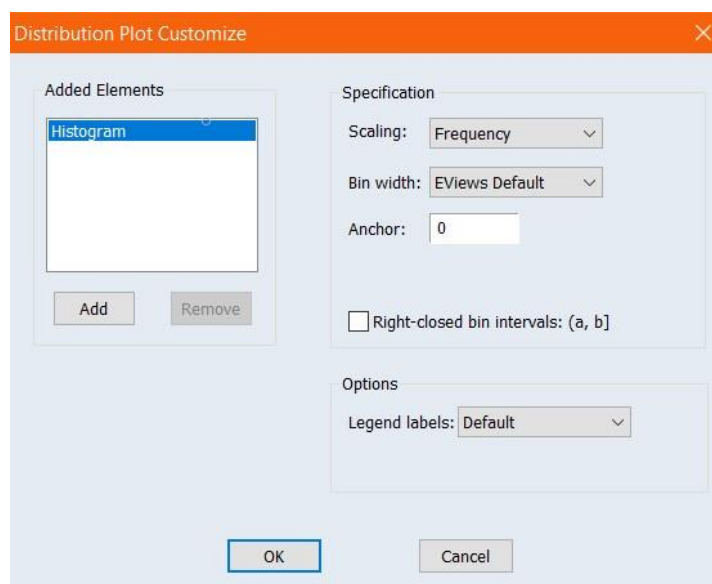 Distribution Plot Customize
Added Elements
Histogram
Add
Remove
Specification
Scaling:
Frequency
Bin width:
EViews Default
Anchor:
0
Right-closed bin intervals: (a, b]
Options
Legend labels:
Default
OK
Cancel